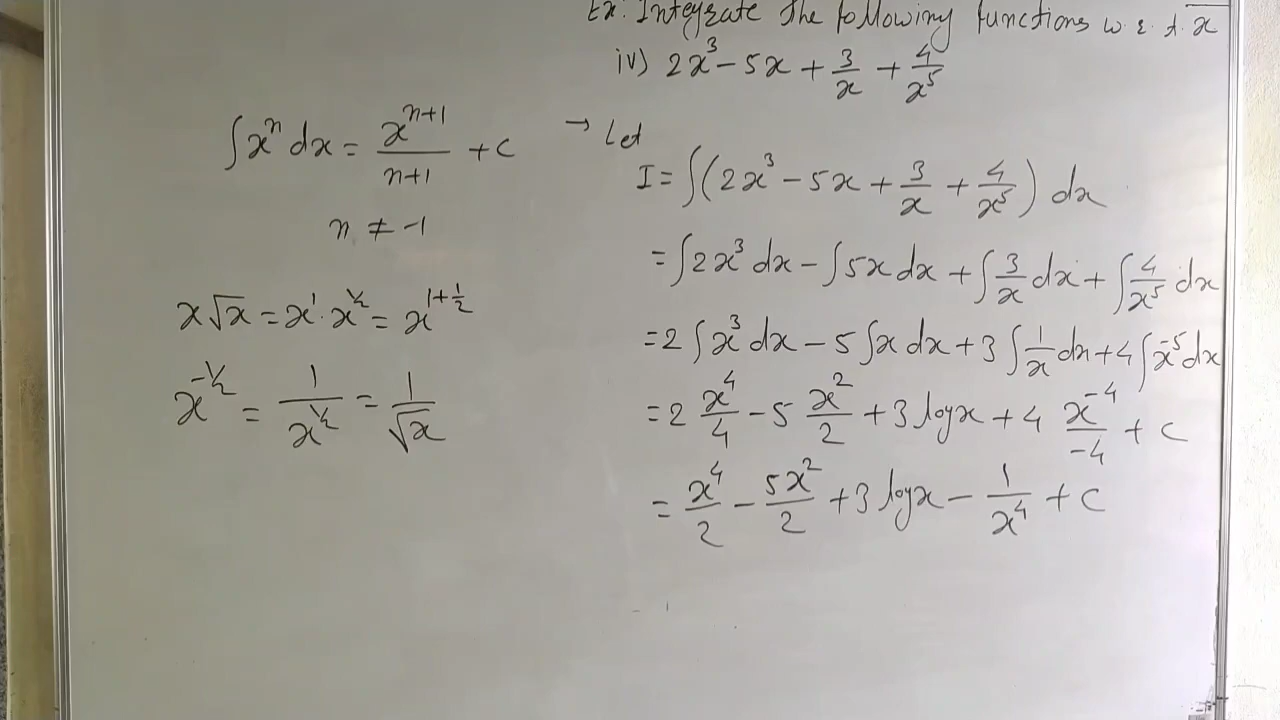 Ex. Integrate the following functions w. r. t. x
iv) 2x³ - 5x + 3/x + 4/x⁵
∫xⁿ dx = xⁿ⁺¹/n+1 + c
n ≠ -1
x√x = x¹·x^½ = x^1+½
x^-½ = 1/x^½ = 1/√x
→ Let
I = ∫(2x³ - 5x + 3/x + 4/x⁵) dx
= ∫2x³ dx - ∫5x dx + ∫3/x dx + ∫4/x⁵ dx
= 2∫x³ dx - 5∫x dx + 3∫1/x dx + 4∫x⁻⁵ dx
= 2 x⁴/4 - 5 x²/2 + 3 log x + 4 x⁻⁴/-4 + c
= x⁴/2 - 5x²/2 + 3 log x - 1/x⁴ + c